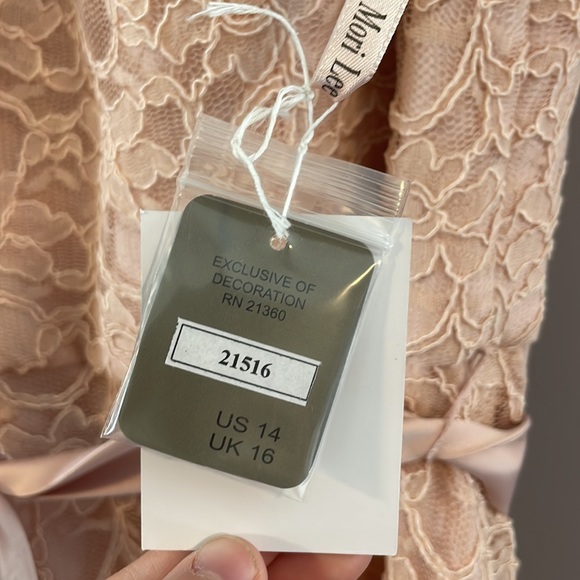 Mori Lee
EXCLUSIVE OF
DECORATION
RN 21360
21516
US 14
UK 16